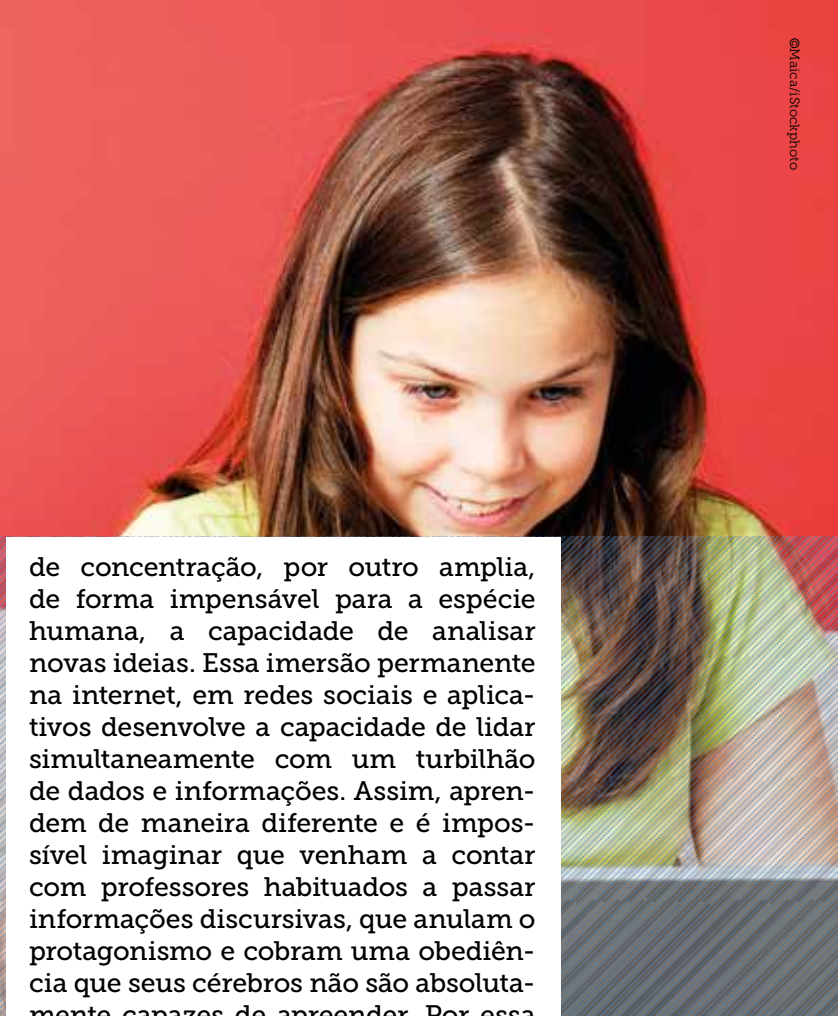 ©Maica/iStockphoto
de concentração, por outro amplia,
de forma impensável para a espécie
humana, a capacidade de analisar
novas ideias. Essa imersão permanente
na internet, em redes sociais e aplica-
tivos desenvolve a capacidade de lidar
simultaneamente com um turbilhão
de dados e informações. Assim, apren-
dem de maneira diferente e é impos-
sível imaginar que venham a contar
com professores habituados a passar
informações discursivas, que anulam o
protagonismo e cobram uma obediên-
cia que seus cérebros não são absoluta-
mente capazes de apreender. Por essa